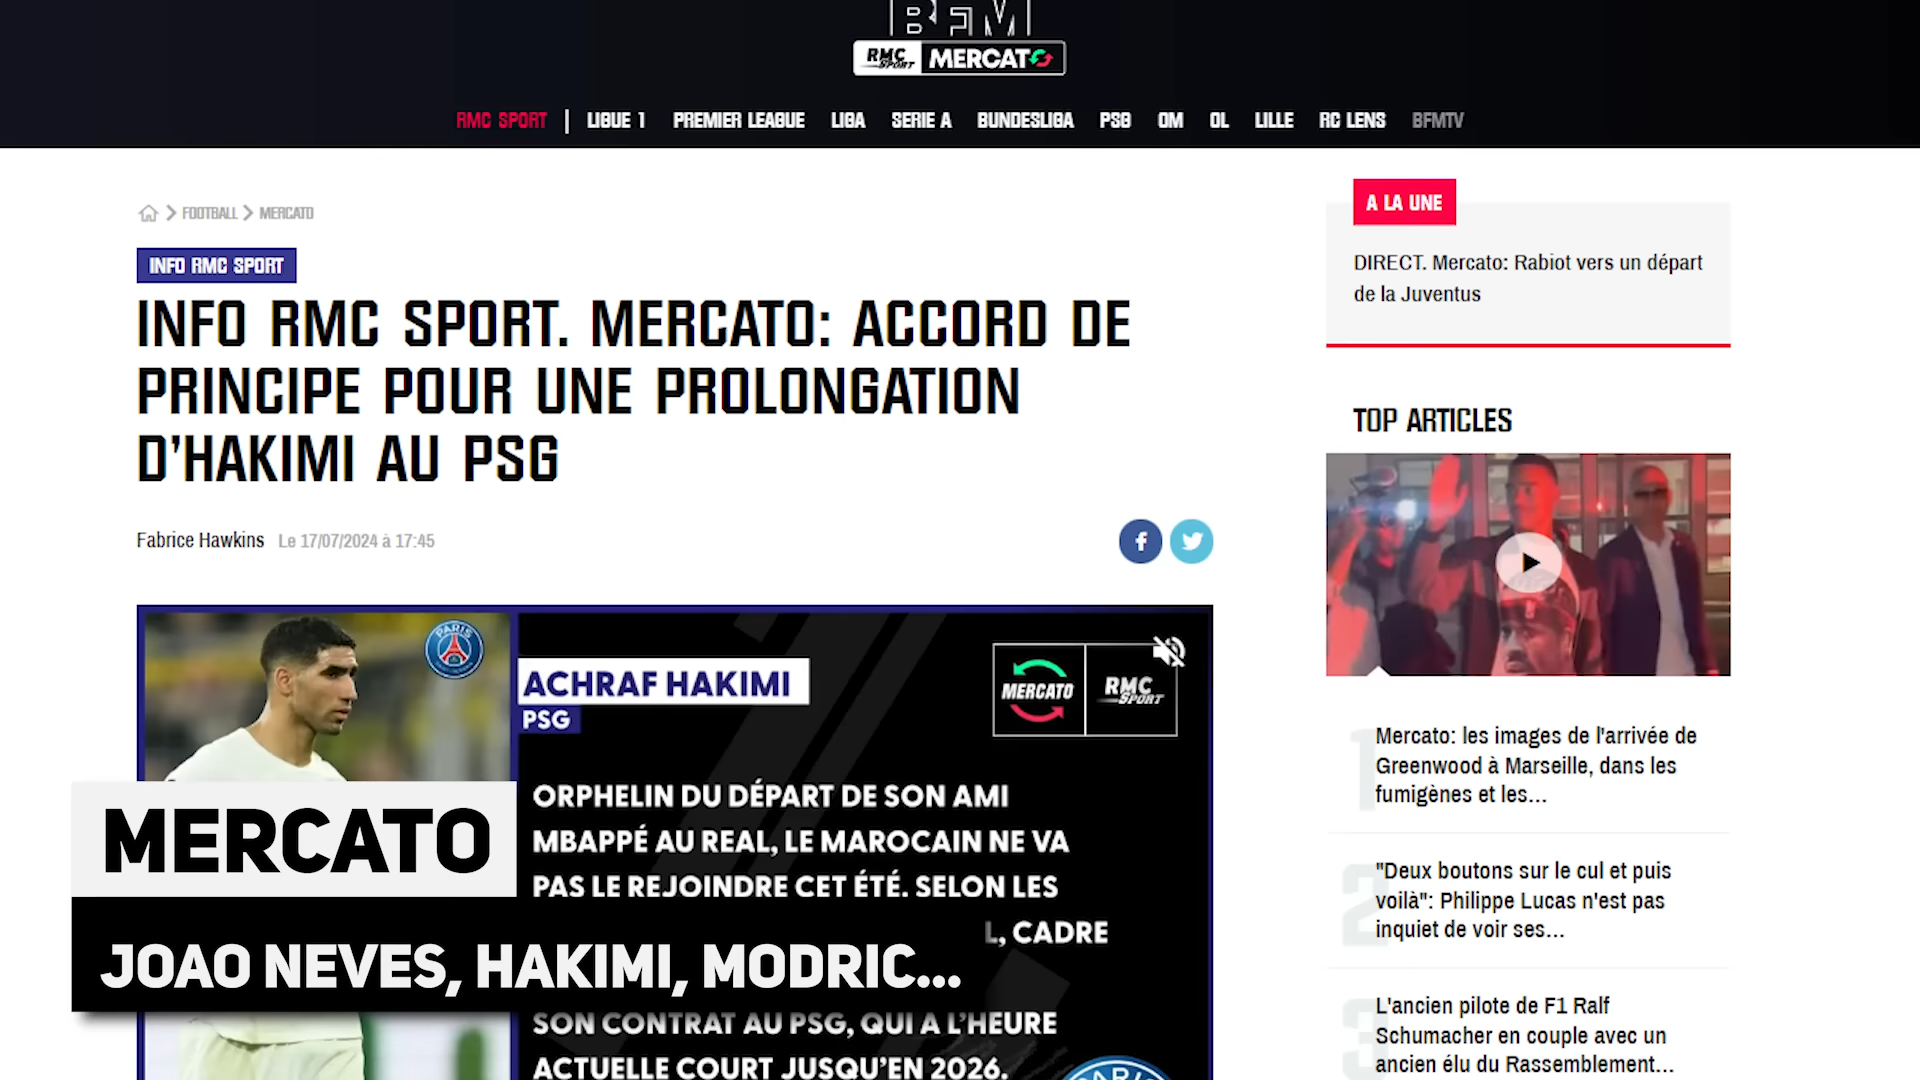 BFM
RMC SPORT MERCATO
RMC SPORT | LIGUE 1 PREMIER LEAGUE LIGA SERIE A BUNDESLIGA PSG OM OL LILLE RC LENS BFMTV
FOOTBALL MERCATO
INFO RMC SPORT
INFO RMC SPORT. MERCATO: ACCORD DE
PRINCIPE POUR UNE PROLONGATION
D'HAKIMI AU PSG
Fabrice Hawkins Le 17/07/2024 à 17:45
PARIS
ACHRAF HAKIMI
PSG
MERCATO RMC SPORT
ORPHELIN DU DÉPART DE SON AMI
MBAPPÉ AU REAL, LE MAROCAIN NE VA
PAS LE REJOINDRE CET ÉTÉ. SELON LES
, CADRE
SON CONTRAT AU PSG, QUI A L'HEURE
ACTUELLE COURT JUSQU'EN 2026.
PARIS
MERCATO
JOAO NEVES, HAKIMI, MODRIC...
A LA UNE
DIRECT. Mercato: Rabiot vers un départ
de la Juventus
TOP ARTICLES
1
Mercato: les images de l'arrivée de
Greenwood à Marseille, dans les
fumigènes et les...
2
"Deux boutons sur le cul et puis
voilà": Philippe Lucas n'est pas
inquiet de voir ses...
3
L'ancien pilote de F1 Ralf
Schumacher en couple avec un
ancien élu du Rassemblement...